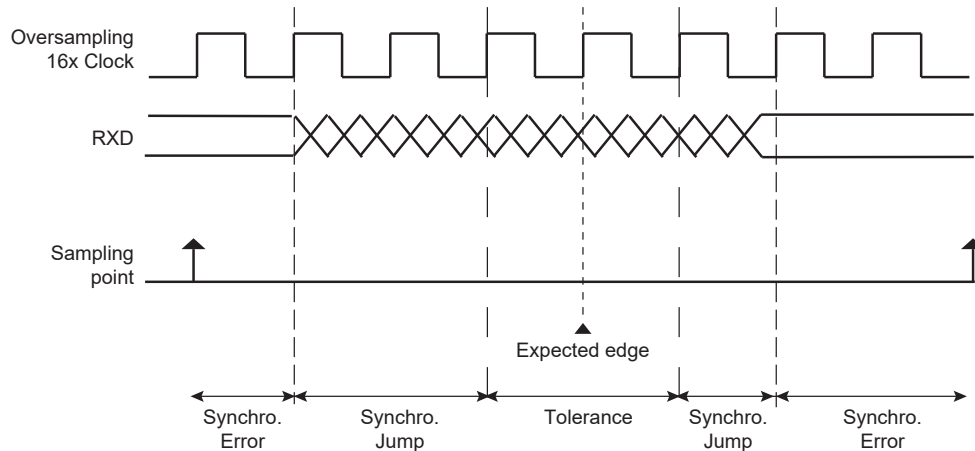 Oversampling
16x Clock
RXD
Sampling
point
Expected edge
Synchro.
Error
Synchro.
Jump
Tolerance
Synchro.
Jump
Synchro.
Error